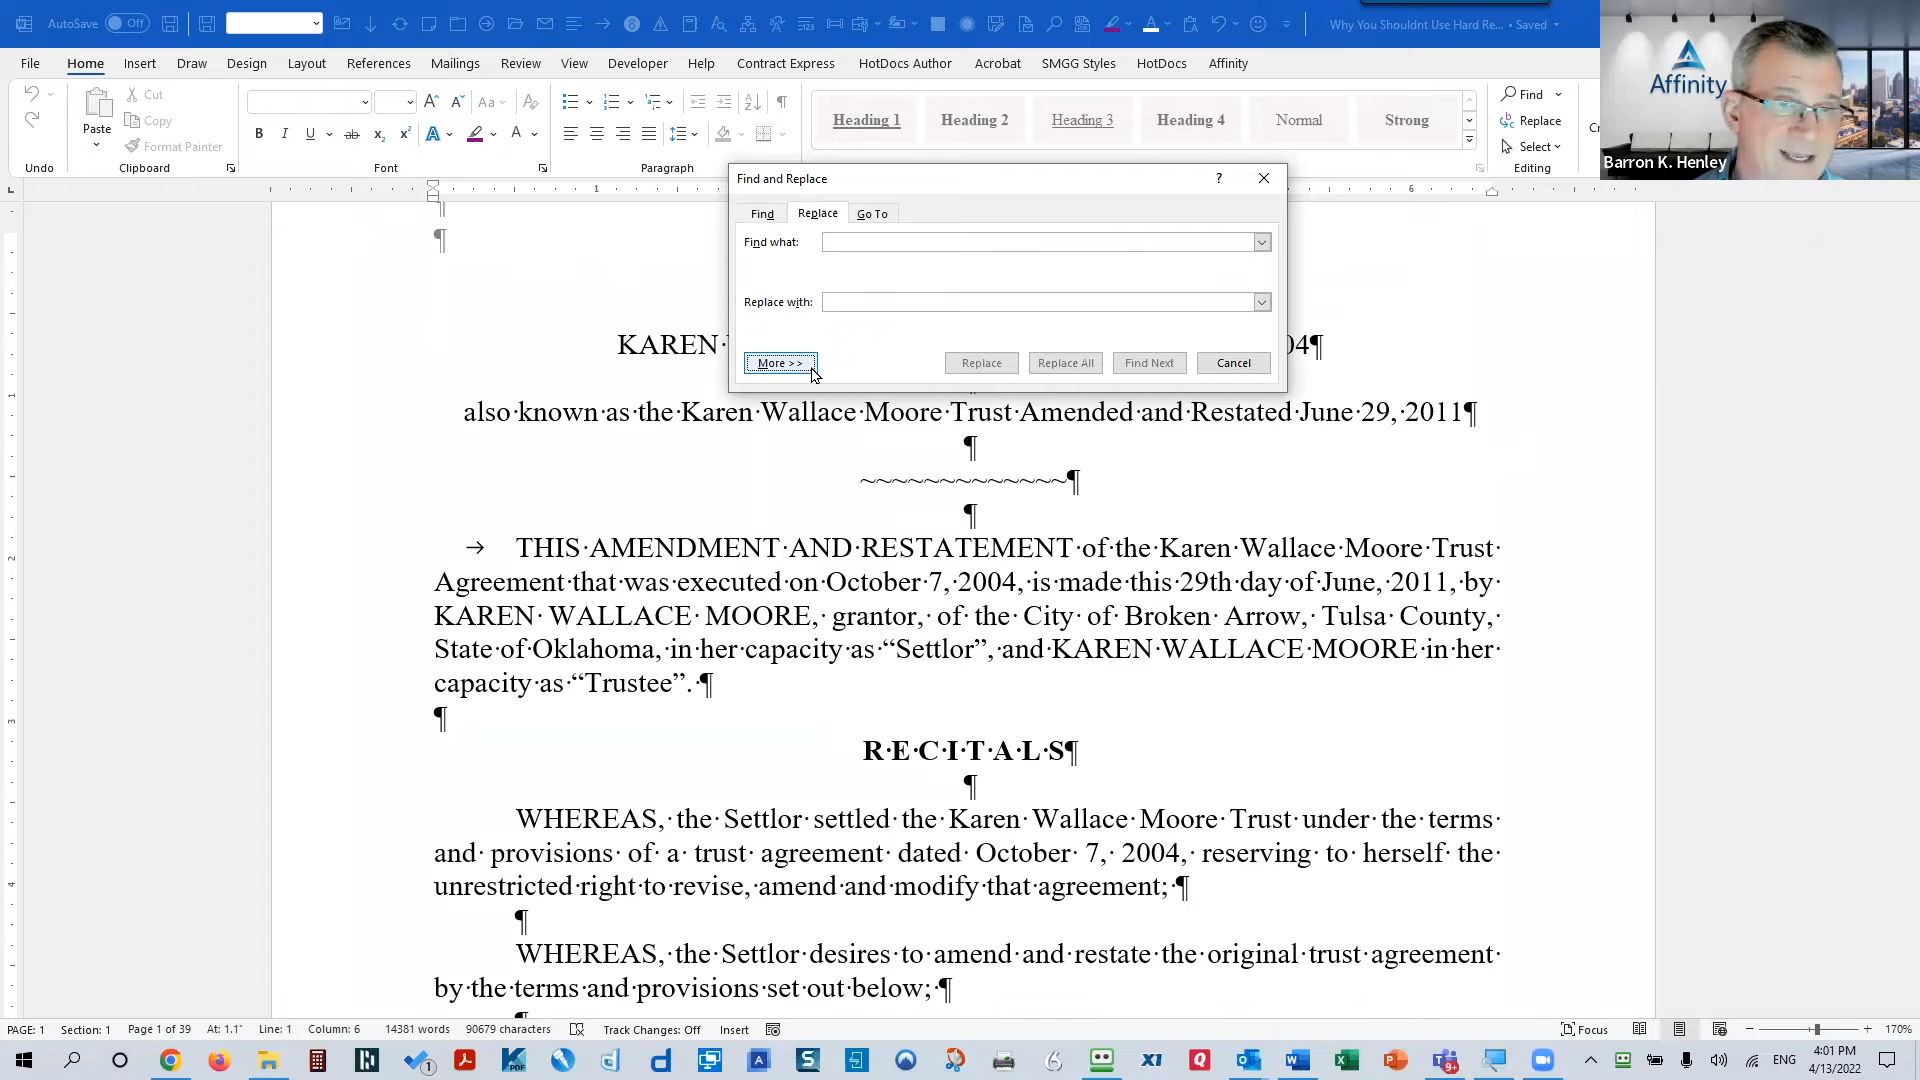 AutoSave Off
Why You Shouldnt Use Hard Re... • Saved
File Home Insert Draw Design Layout References Mailings Review View Developer Help Contract Express HotDocs Author Acrobat SMGG Styles HotDocs Affinity
Paste
Cut
Copy
Format Painter
Heading 1 Heading 2 Heading 3 Heading 4 Normal Strong
Find
Replace
Select
Undo Clipboard Font Paragraph Editing
Affinity
Barron K. Henley
Find and Replace
Find Replace Go To
Find what:
Replace with:
More >> Replace Replace All Find Next Cancel
KAREN 04¶
also known as the Karen Wallace Moore Trust Amended and Restated June 29, 2011¶
¶
~~~~~~~~~~~~~¶
¶
THIS AMENDMENT AND RESTATEMENT of the Karen Wallace Moore Trust
Agreement that was executed on October 7, 2004, is made this 29th day of June, 2011, by
KAREN WALLACE MOORE, grantor, of the City of Broken Arrow, Tulsa County,
State of Oklahoma, in her capacity as “Settlor”, and KAREN WALLACE MOORE in her
capacity as “Trustee”. ¶
¶
R E C I T A L S¶
¶
WHEREAS, the Settlor settled the Karen Wallace Moore Trust under the terms
and provisions of a trust agreement dated October 7, 2004, reserving to herself the
unrestricted right to revise, amend and modify that agreement; ¶
¶
WHEREAS, the Settlor desires to amend and restate the original trust agreement
by the terms and provisions set out below; ¶
PAGE: 1 Section: 1 Page 1 of 39 At: 1.1" Line: 1 Column: 6 14381 words 90679 characters Track Changes: Off Insert Focus 170%
ENG 4:01 PM
4/13/2022